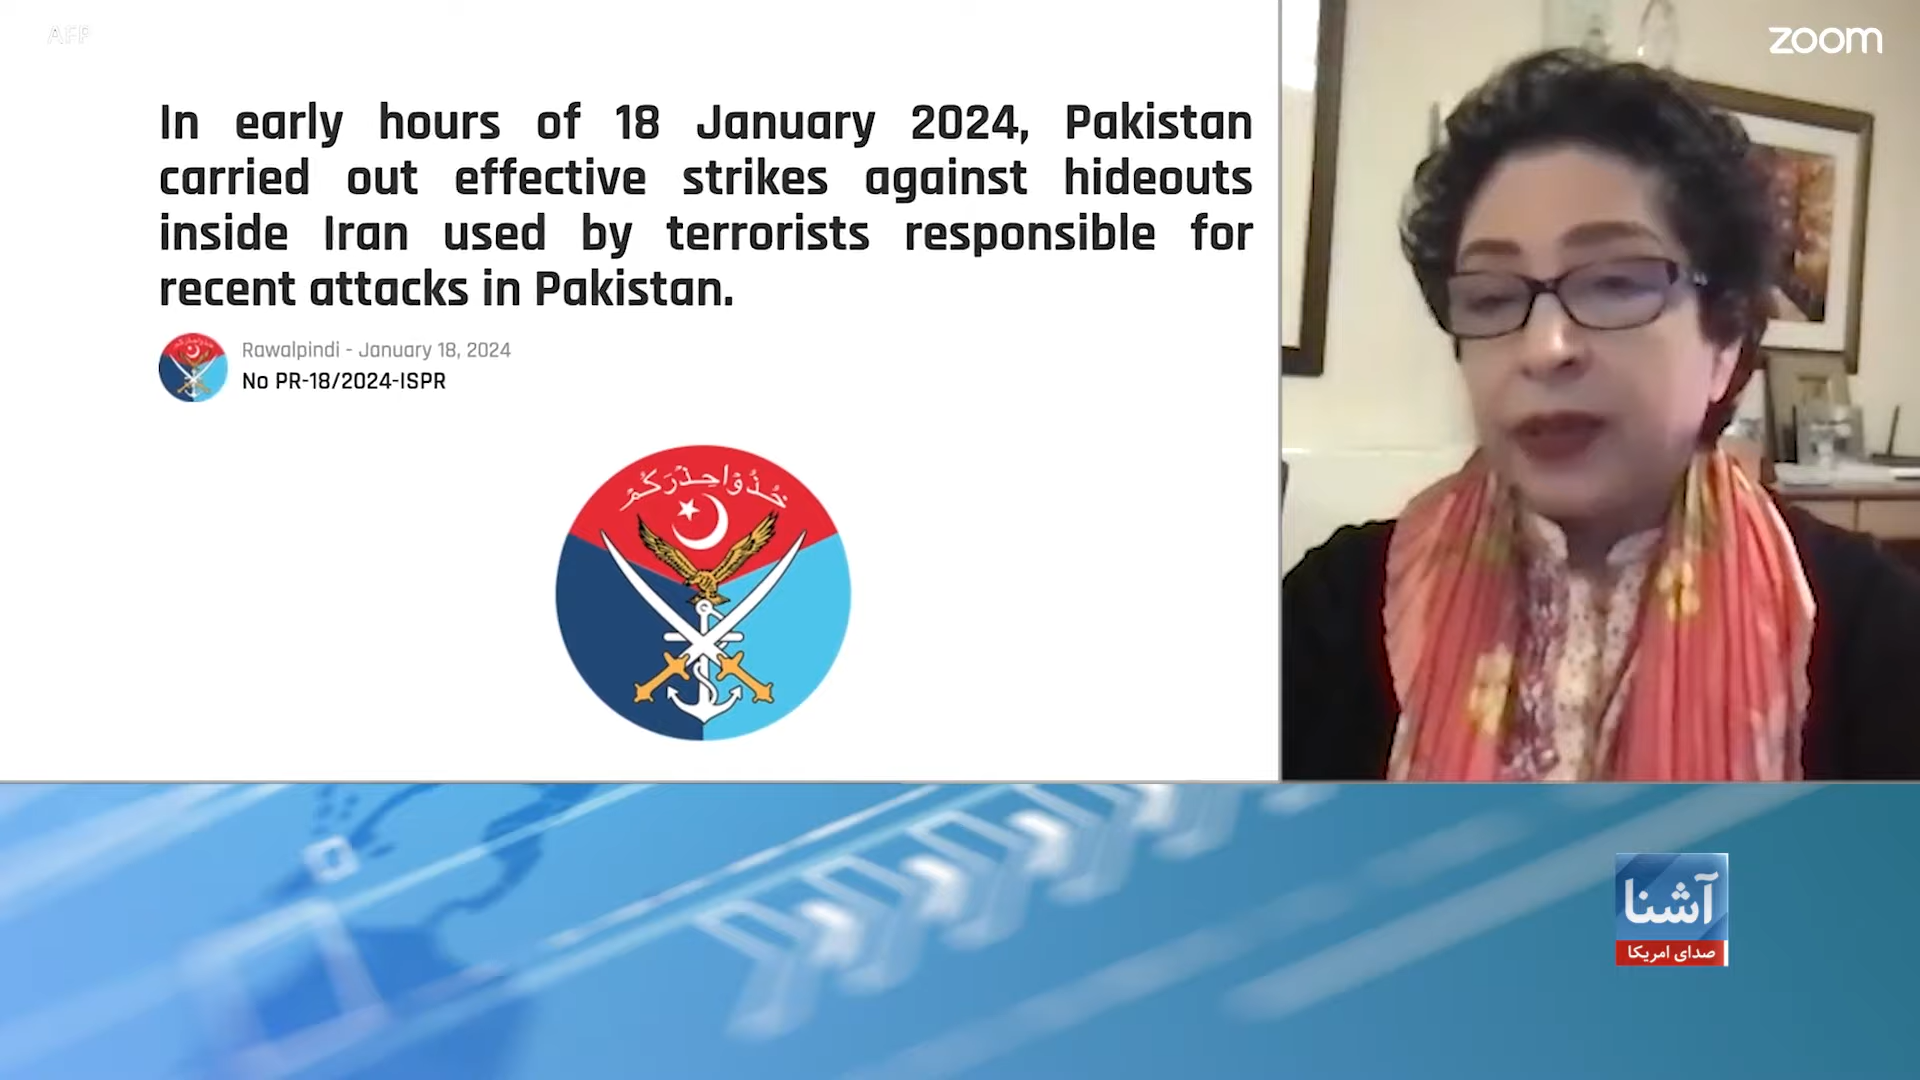 AFP
zoom
In early hours of 18 January 2024, Pakistan
carried out effective strikes against hideouts
inside Iran used by terrorists responsible for
recent attacks in Pakistan.
Rawalpindi - January 18, 2024
No PR-18/2024-ISPR
خُذُوا حِذْرَكُم
آشنا
صدای امریکا